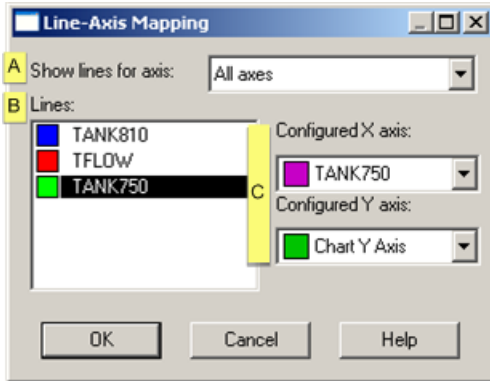 Line-Axis Mapping
A Show lines for axis: All axes
B Lines:
TANK810
TFLOW
TANK750
C
Configured X axis:
TANK750
Configured Y axis:
Chart Y Axis
OK Cancel Help